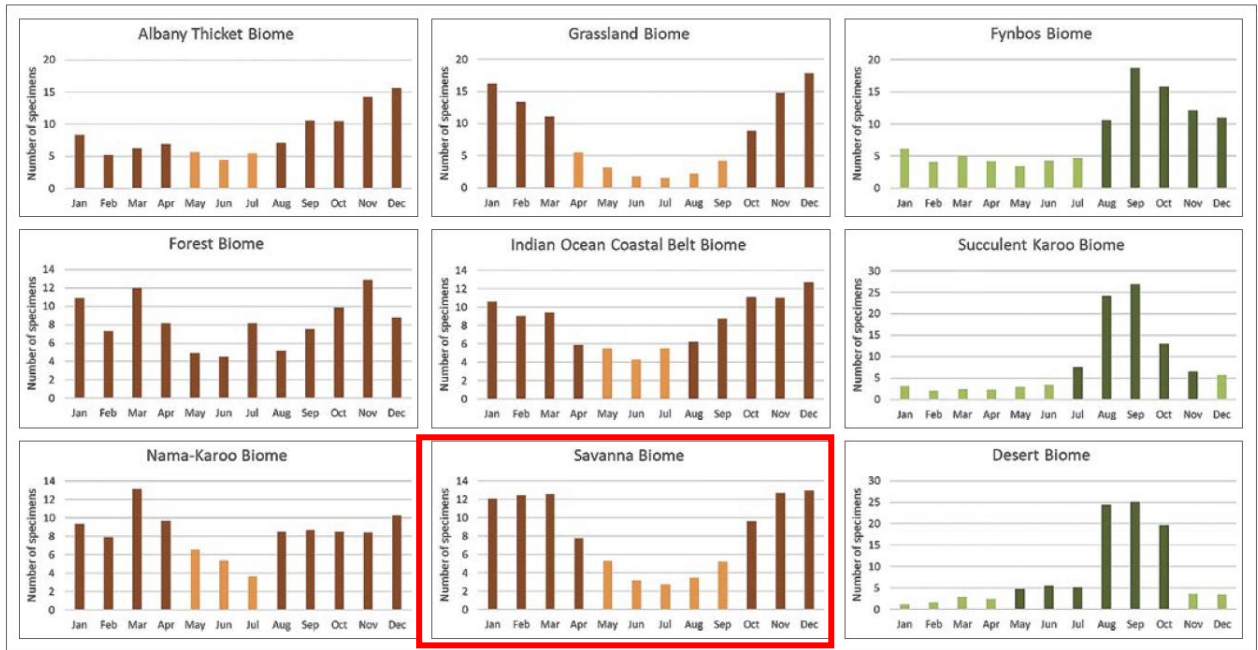 Albany Thicket Biome
Number of specimens
20
15
10
5
0
Jan Feb Mar Apr May Jun Jul Aug Sep Oct Nov Dec
Grassland Biome
Number of specimens
20
15
10
5
0
Jan Feb Mar Apr May Jun Jul Aug Sep Oct Nov Dec
Fynbos Biome
Number of specimens
20
15
10
5
0
Jan Feb Mar Apr May Jun Jul Aug Sep Oct Nov Dec
Forest Biome
Number of specimens
14
12
10
8
6
4
2
0
Jan Feb Mar Apr May Jun Jul Aug Sep Oct Nov Dec
Indian Ocean Coastal Belt Biome
Number of specimens
14
12
10
8
6
4
2
0
Jan Feb Mar Apr May Jun Jul Aug Sep Oct Nov Dec
Succulent Karoo Biome
Number of specimens
30
25
20
15
10
5
0
Jan Feb Mar Apr May Jun Jul Aug Sep Oct Nov Dec
Nama-Karoo Biome
Number of specimens
14
12
10
8
6
4
2
0
Jan Feb Mar Apr May Jun Jul Aug Sep Oct Nov Dec
Savanna Biome
Number of specimens
14
12
10
8
6
4
2
0
Jan Feb Mar Apr May Jun Jul Aug Sep Oct Nov Dec
Desert Biome
Number of specimens
30
25
20
15
10
5
0
Jan Feb Mar Apr May Jun Jul Aug Sep Oct Nov Dec